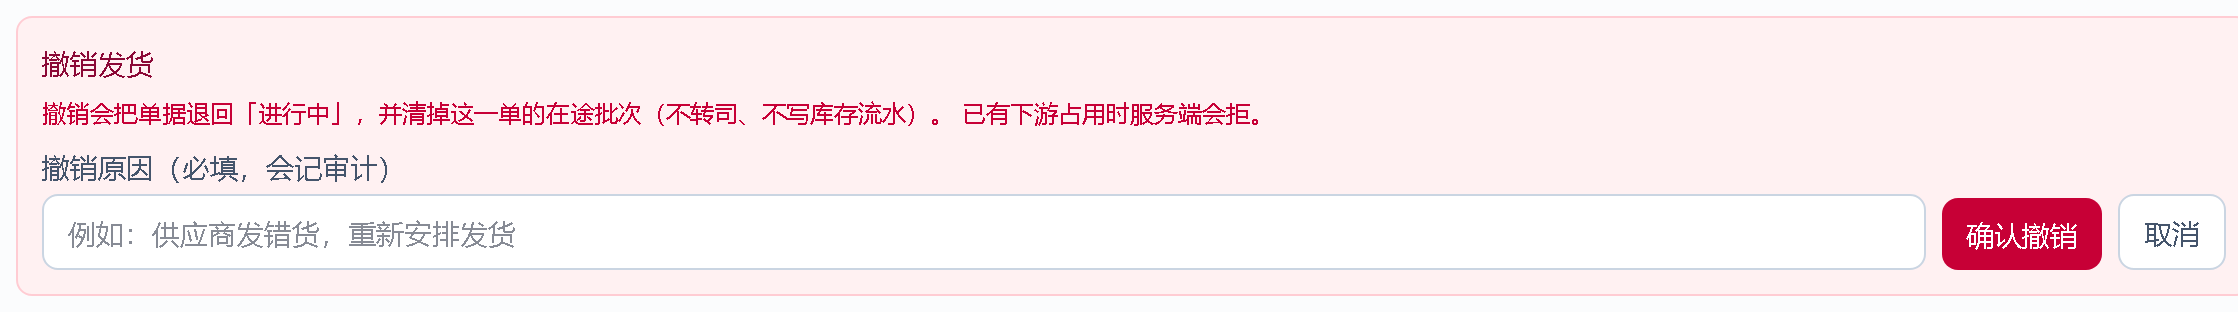 撤销发货
撤销会把单据退回「进行中」，并清掉这一单的在途批次（不转司、不写库存流水）。 已有下游占用时服务端会拒。
撤销原因（必填，会记审计）
例如：供应商发错货，重新安排发货
确认撤销
取消